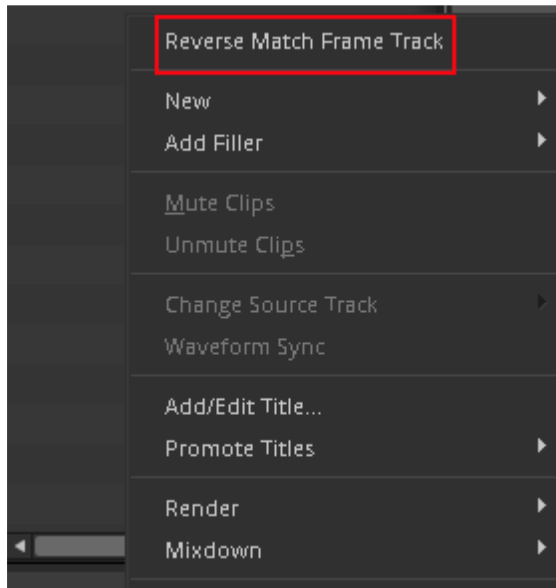 Reverse Match Frame Track
New
Add Filler
Mute Clips
Unmute Clips
Change Source Track
Waveform Sync
Add/Edit Title...
Promote Titles
Render
Mixdown